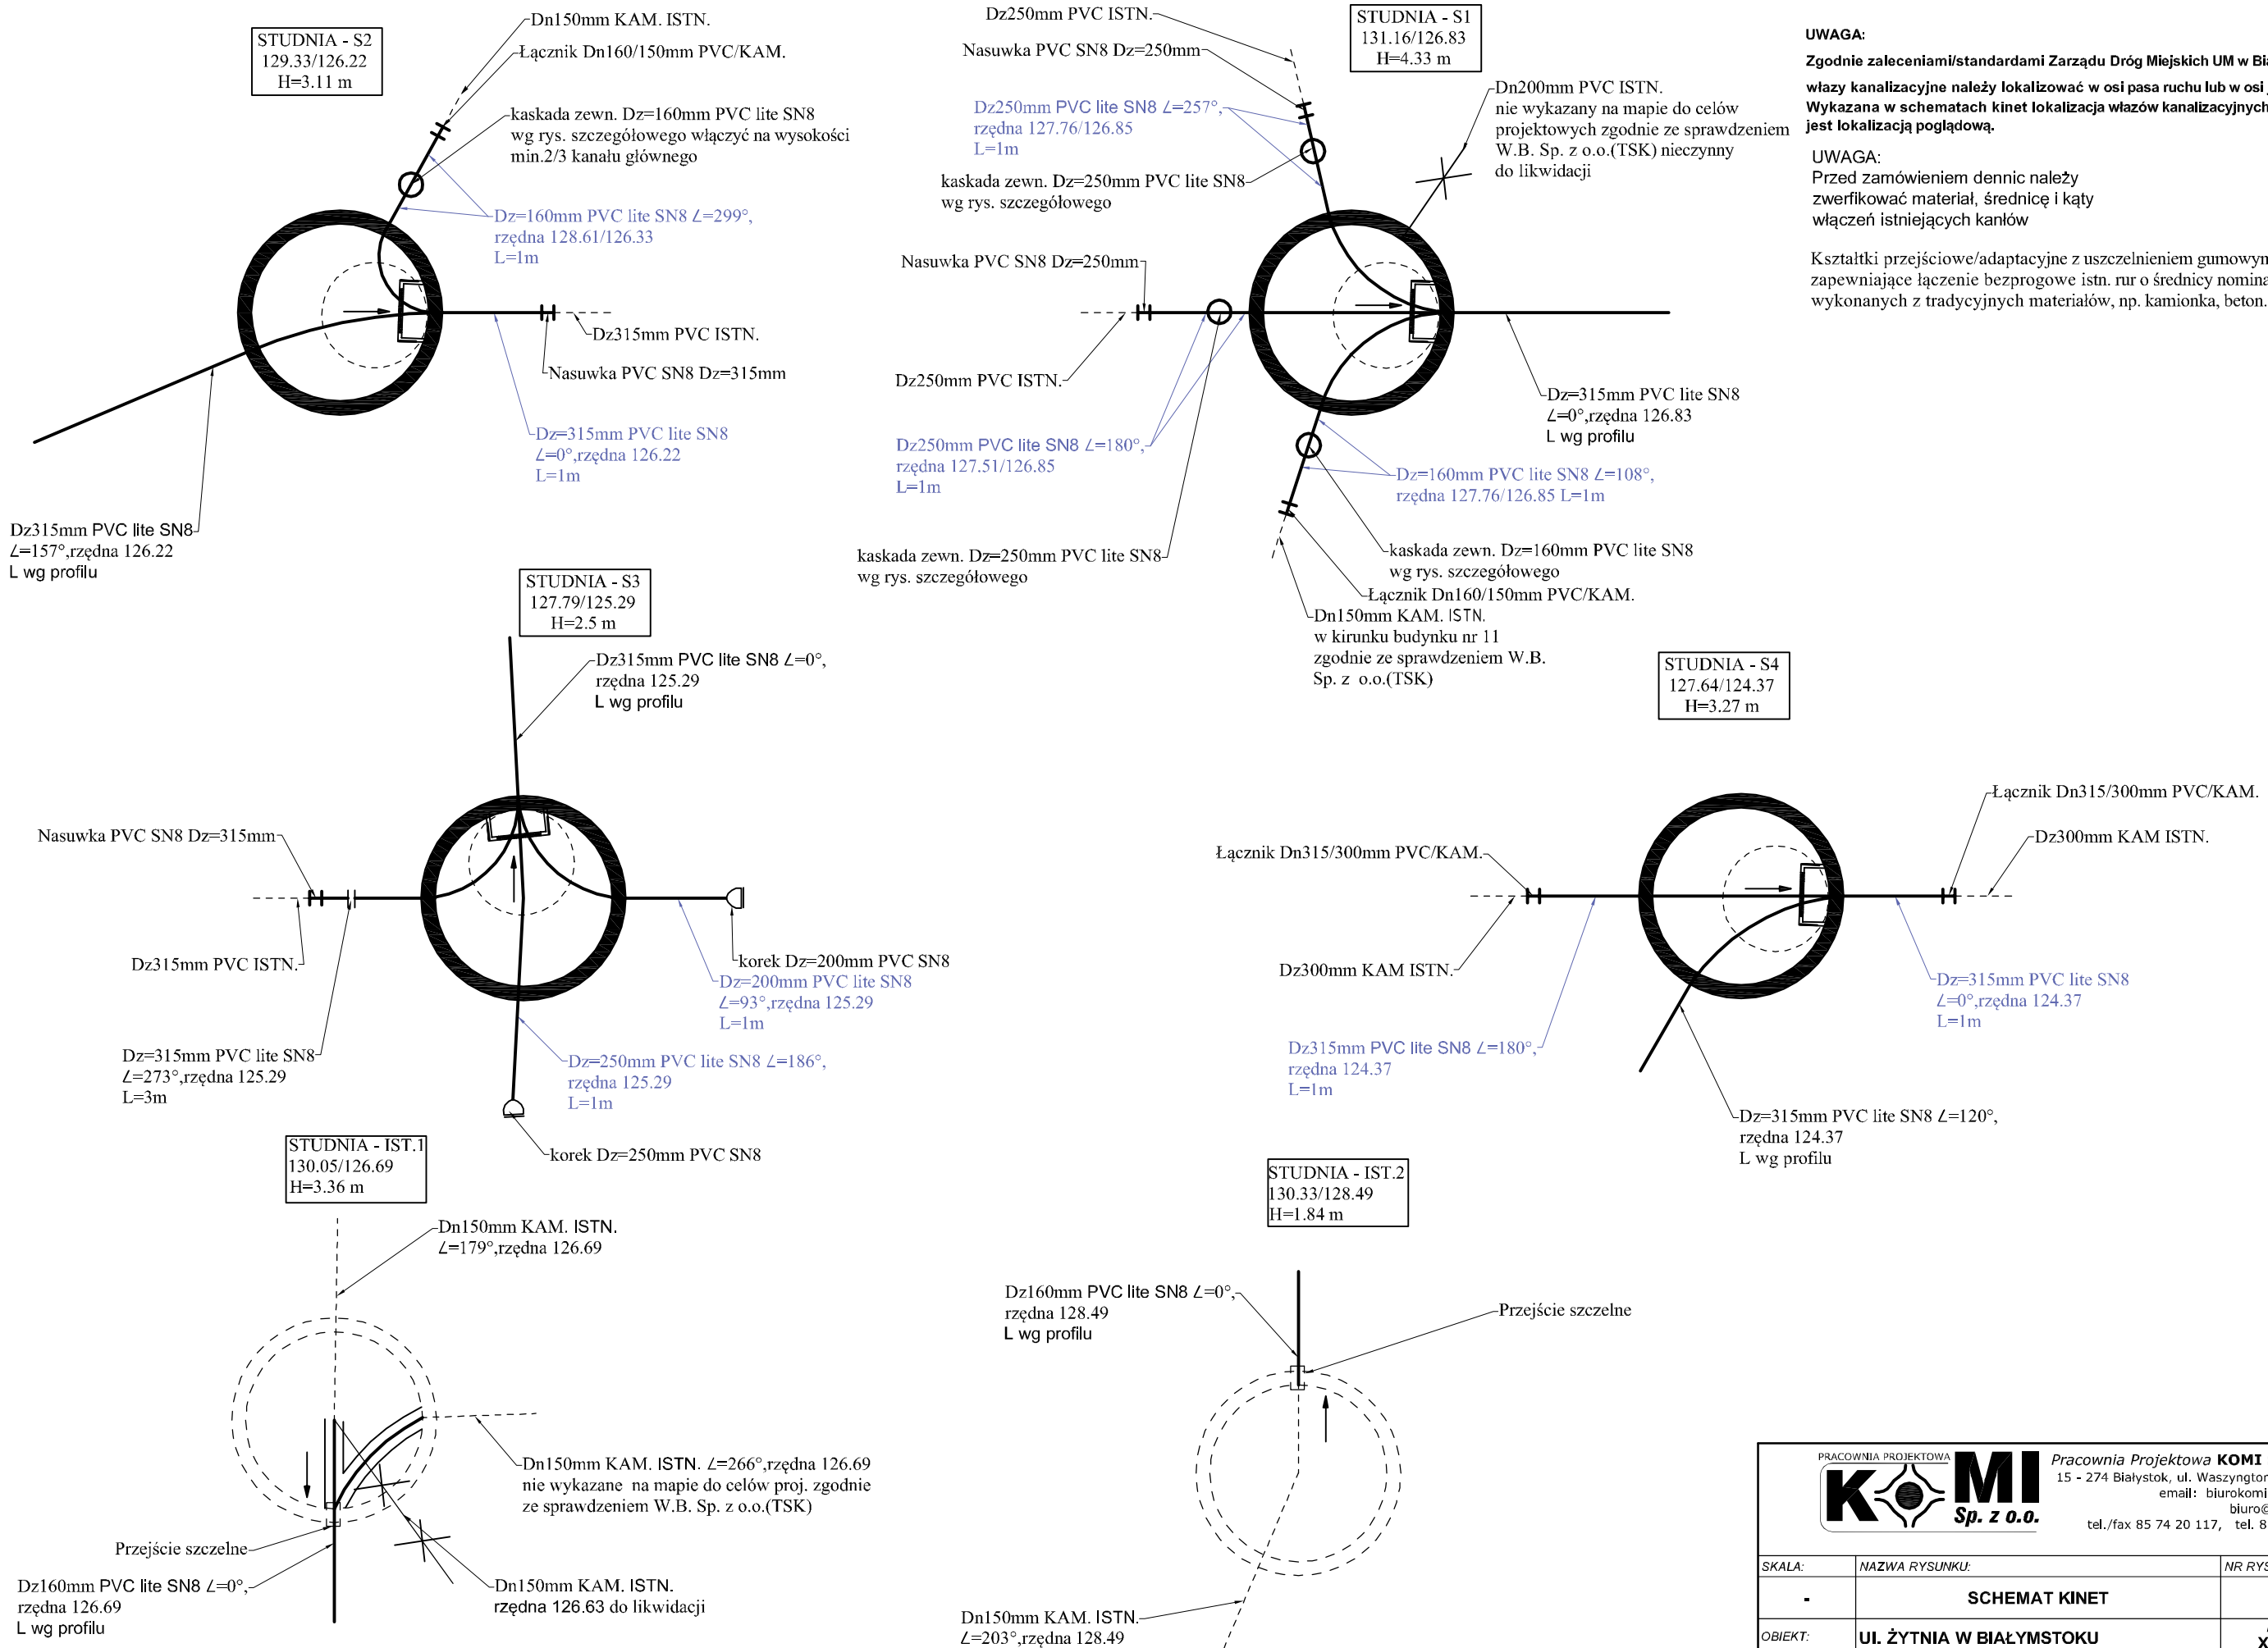 STUDNIA - S2
129.33/126.22
H=3.11 m
Dn150mm KAM. ISTN.
Łącznik Dn160/150mm PVC/KAM.
kaskada zewn. Dz=160mm PVC lite SN8
wg rys. szczegółowego włączyć na wysokości
min.2/3 kanału głównego
Dz=160mm PVC lite SN8 ∠=299°,
rzędna 128.61/126.33
L=1m
Dz315mm PVC ISTN.
Nasuwka PVC SN8 Dz=315mm
Dz=315mm PVC lite SN8
∠=0°,rzędna 126.22
L=1m
Dz315mm PVC lite SN8
∠=157°,rzędna 126.22
L wg profilu
STUDNIA - S1
131.16/126.83
H=4.33 m
Dz250mm PVC ISTN.
Nasuwka PVC SN8 Dz=250mm
Dz250mm PVC lite SN8 ∠=257°,
rzędna 127.76/126.85
L=1m
kaskada zewn. Dz=250mm PVC lite SN8
wg rys. szczegółowego
Nasuwka PVC SN8 Dz=250mm
Dz250mm PVC ISTN.
Dz250mm PVC lite SN8 ∠=180°,
rzędna 127.51/126.85
L=1m
kaskada zewn. Dz=250mm PVC lite SN8
wg rys. szczegółowego
Dn200mm PVC ISTN.
nie wykazany na mapie do celów
projektowych zgodnie ze sprawdzeniem
W.B. Sp. z o.o.(TSK) nieczynny
do likwidacji
Dz=315mm PVC lite SN8
∠=0°,rzędna 126.83
L wg profilu
Dz=160mm PVC lite SN8 ∠=108°,
rzędna 127.76/126.85 L=1m
kaskada zewn. Dz=160mm PVC lite SN8
wg rys. szczegółowego
Łącznik Dn160/150mm PVC/KAM.
Dn150mm KAM. ISTN.
w kirunku budynku nr 11
zgodnie ze sprawdzeniem W.B.
Sp. z o.o.(TSK)
UWAGA:
Zgodnie zaleceniami/standardami Zarządu Dróg Miejskich UM w
włazy kanalizacyjne należy lokalizować w osi pasa ruchu lub w osi
Wykazana w schematach kinet lokalizacja włazów kanalizacyjnych
jest lokalizacją poglądową.
UWAGA:
Przed zamówieniem dennic należy
zwerfikować materiał, średnicę i kąty
włączeń istniejących kanłów
Kształtki przejściowe/adaptacyjne z uszczelnieniem
zapewniające łączenie bezprogowe istn. rur o średnicy
wykonanych z tradycyjnych materiałów, np. kamionka, beton.
STUDNIA - S3
127.79/125.29
H=2.5 m
Dz315mm PVC lite SN8 ∠=0°,
rzędna 125.29
L wg profilu
Nasuwka PVC SN8 Dz=315mm
Dz315mm PVC ISTN.
Dz=315mm PVC lite SN8
∠=273°,rzędna 125.29
L=3m
korek Dz=200mm PVC SN8
Dz=200mm PVC lite SN8
∠=93°,rzędna 125.29
L=1m
Dz=250mm PVC lite SN8 ∠=186°,
rzędna 125.29
L=1m
korek Dz=250mm PVC SN8
STUDNIA - S4
127.64/124.37
H=3.27 m
Łącznik Dn315/300mm PVC/KAM.
Dz300mm KAM ISTN.
Łącznik Dn315/300mm PVC/KAM.
Dz300mm KAM ISTN.
Dz=315mm PVC lite SN8
∠=0°,rzędna 124.37
L=1m
Dz315mm PVC lite SN8 ∠=180°,
rzędna 124.37
L=1m
Dz=315mm PVC lite SN8 ∠=120°,
rzędna 124.37
L wg profilu
STUDNIA - IST.1
130.05/126.69
H=3.36 m
Dn150mm KAM. ISTN.
∠=179°,rzędna 126.69
Dn150mm KAM. ISTN. ∠=266°,rzędna 126.69
nie wykazane na mapie do celów proj. zgodnie
ze sprawdzeniem W.B. Sp. z o.o.(TSK)
Przejście szczelne
Dz160mm PVC lite SN8 ∠=0°,
rzędna 126.69
L wg profilu
Dn150mm KAM. ISTN.
rzędna 126.63 do likwidacji
STUDNIA - IST.2
130.33/128.49
H=1.84 m
Dz160mm PVC lite SN8 ∠=0°,
rzędna 128.49
L wg profilu
Przejście szczelne
Dn150mm KAM. ISTN.
∠=203°,rzędna 128.49
PRACOWNIA PROJEKTOWA
KOMI
Sp. z o.o.
Pracownia Projektowa KOMI
15 - 274 Białystok, ul.
email: biurokomi
biuro@
tel./fax 85 74 20 117, tel. 8
SKALA:
NAZWA RYSUNKU:
NR
-
SCHEMAT KINET
OBIEKT:
Ul. ŻYTNIA W BIAŁYMSTOKU